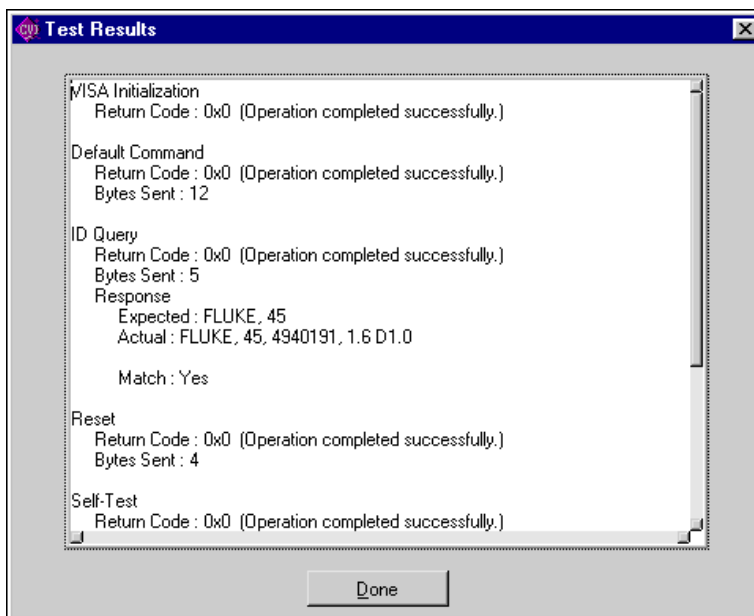 CVI Test Results
VISA Initialization
Return Code : 0x0 (Operation completed successfully.)
Default Command
Return Code : 0x0 (Operation completed successfully.)
Bytes Sent : 12
ID Query
Return Code : 0x0 (Operation completed successfully.)
Bytes Sent : 5
Response
Expected : FLUKE, 45
Actual : FLUKE, 45, 4940191, 1.6 D1.0
Match : Yes
Reset
Return Code : 0x0 (Operation completed successfully.)
Bytes Sent : 4
Self-Test
Return Code : 0x0 (Operation completed successfully.)
Done